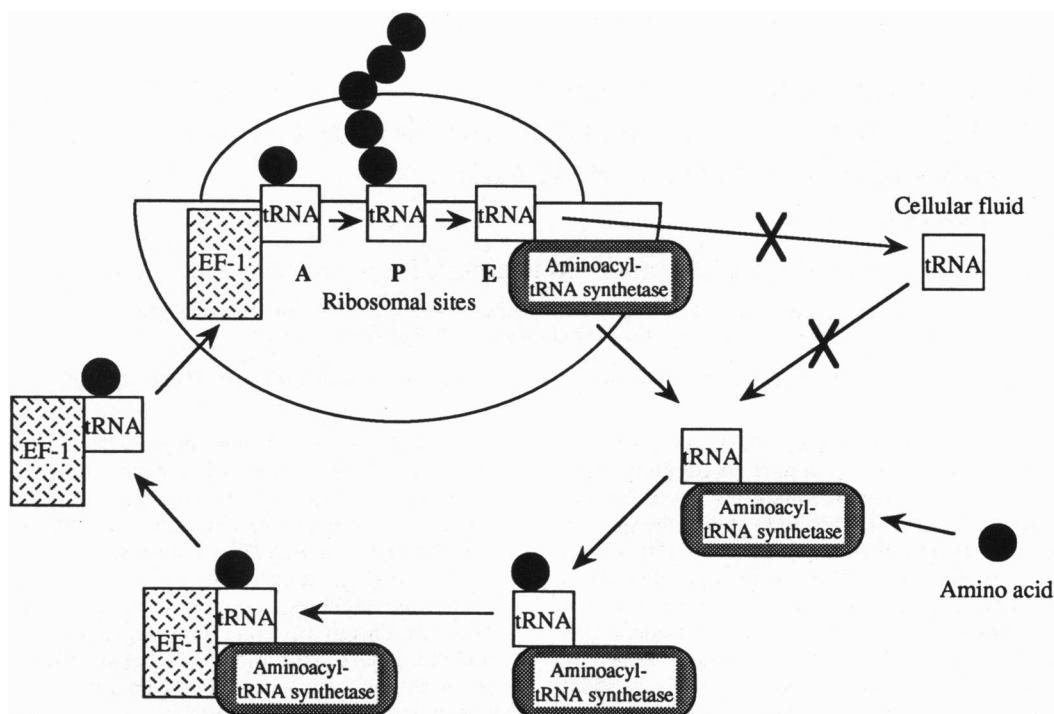 tRNA
tRNA
tRNA
EF-1
A
P
E
Ribosomal sites
Aminoacyl-
tRNA synthetase
Cellular fluid
tRNA
EF-1
tRNA
tRNA
Aminoacyl-
tRNA synthetase
Amino acid
EF-1
tRNA
Aminoacyl-
tRNA synthetase
tRNA
Aminoacyl-
tRNA synthetase